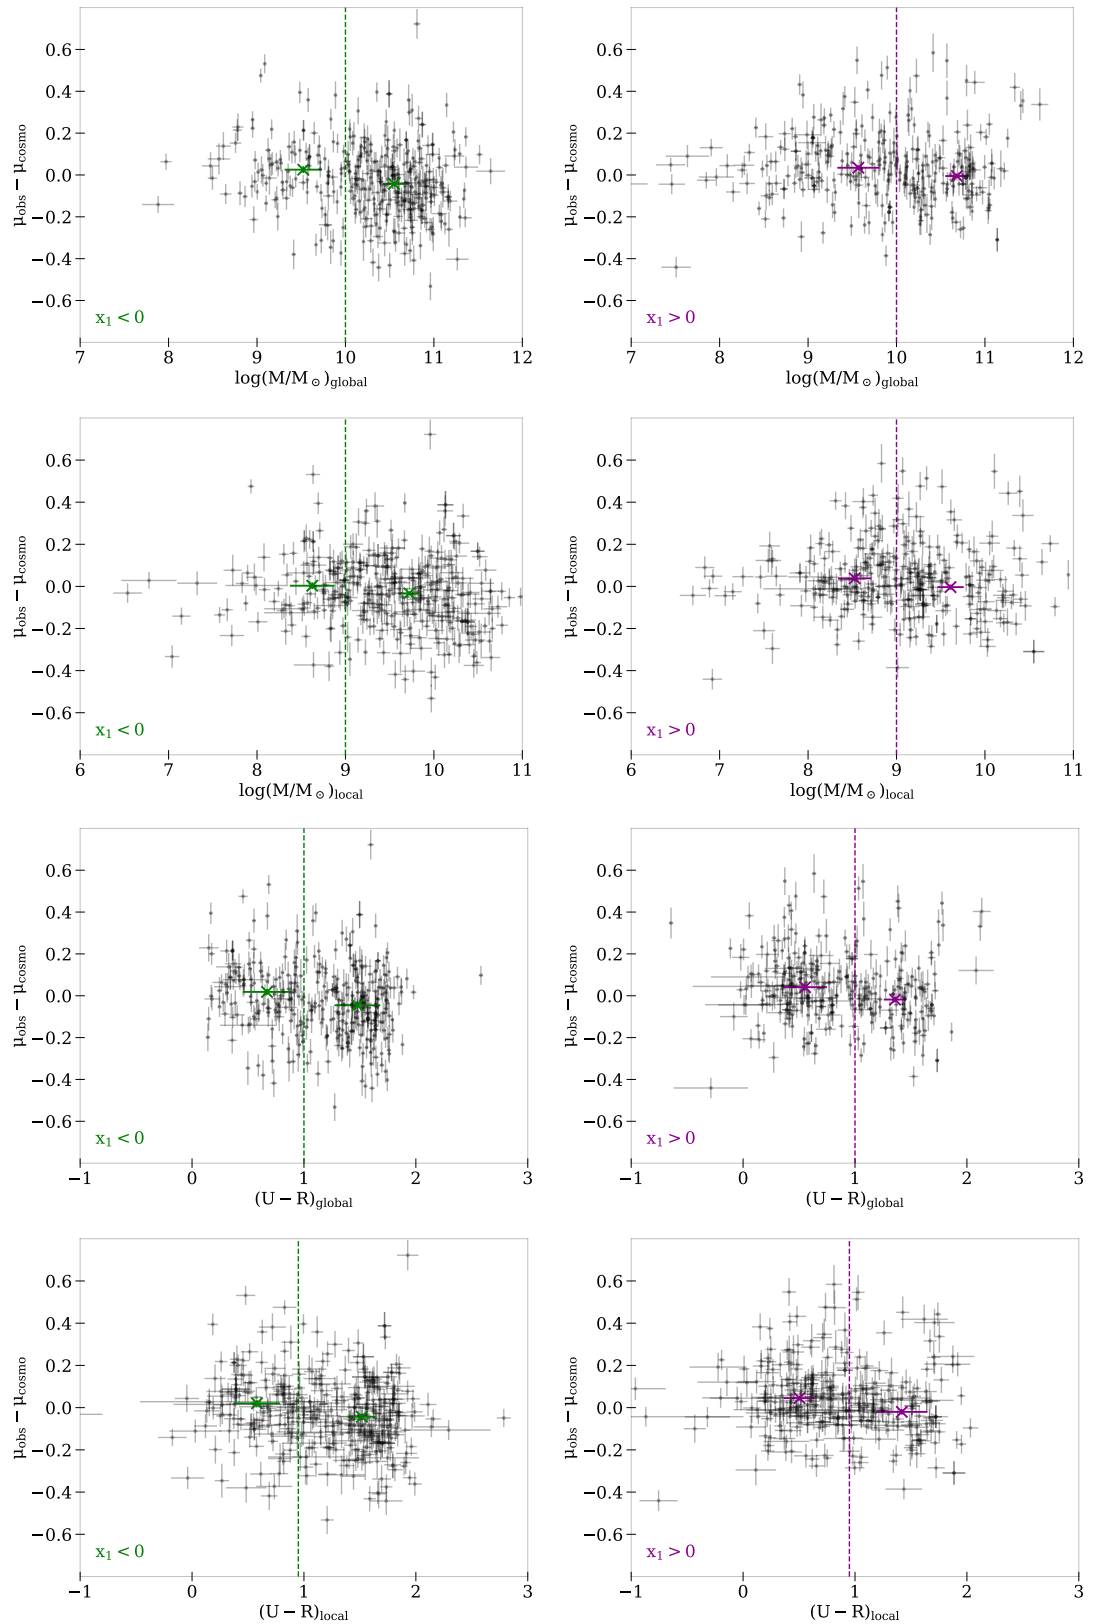 0.6
0.4
0.2
0.0
−0.2
−0.4
−0.6
μobs − μcosmo
x₁ < 0
7 8 9 10 11 12
log(M/M⊙)global
0.6
0.4
0.2
0.0
−0.2
−0.4
−0.6
μobs − μcosmo
x₁ > 0
7 8 9 10 11 12
log(M/M⊙)global
0.6
0.4
0.2
0.0
−0.2
−0.4
−0.6
μobs − μcosmo
x₁ < 0
6 7 8 9 10 11
log(M/M⊙)local
0.6
0.4
0.2
0.0
−0.2
−0.4
−0.6
μobs − μcosmo
x₁ > 0
6 7 8 9 10 11
log(M/M⊙)local
0.6
0.4
0.2
0.0
−0.2
−0.4
−0.6
μobs − μcosmo
x₁ < 0
−1 0 1 2 3
(U − R)global
0.6
0.4
0.2
0.0
−0.2
−0.4
−0.6
μobs − μcosmo
x₁ > 0
−1 0 1 2 3
(U − R)global
0.6
0.4
0.2
0.0
−0.2
−0.4
−0.6
μobs − μcosmo
x₁ < 0
−1 0 1 2 3
(U − R)local
0.6
0.4
0.2
0.0
−0.2
−0.4
−0.6
μobs − μcosmo
x₁ > 0
−1 0 1 2 3
(U − R)local